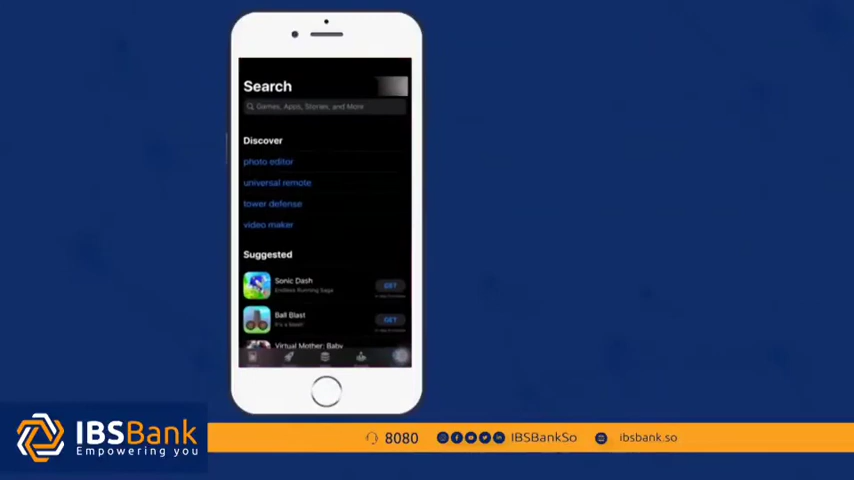 Search
Games, Apps, Stories, and More
Discover
photo editor
universal remote
tower defense
video maker
Suggested
Sonic Dash
Endless Running Saga
GET
Ball Blast
It's a blast!
GET
Virtual Mother: Baby
IBSBank
Empowering you
8080
IBSBankSo
ibsbank.so